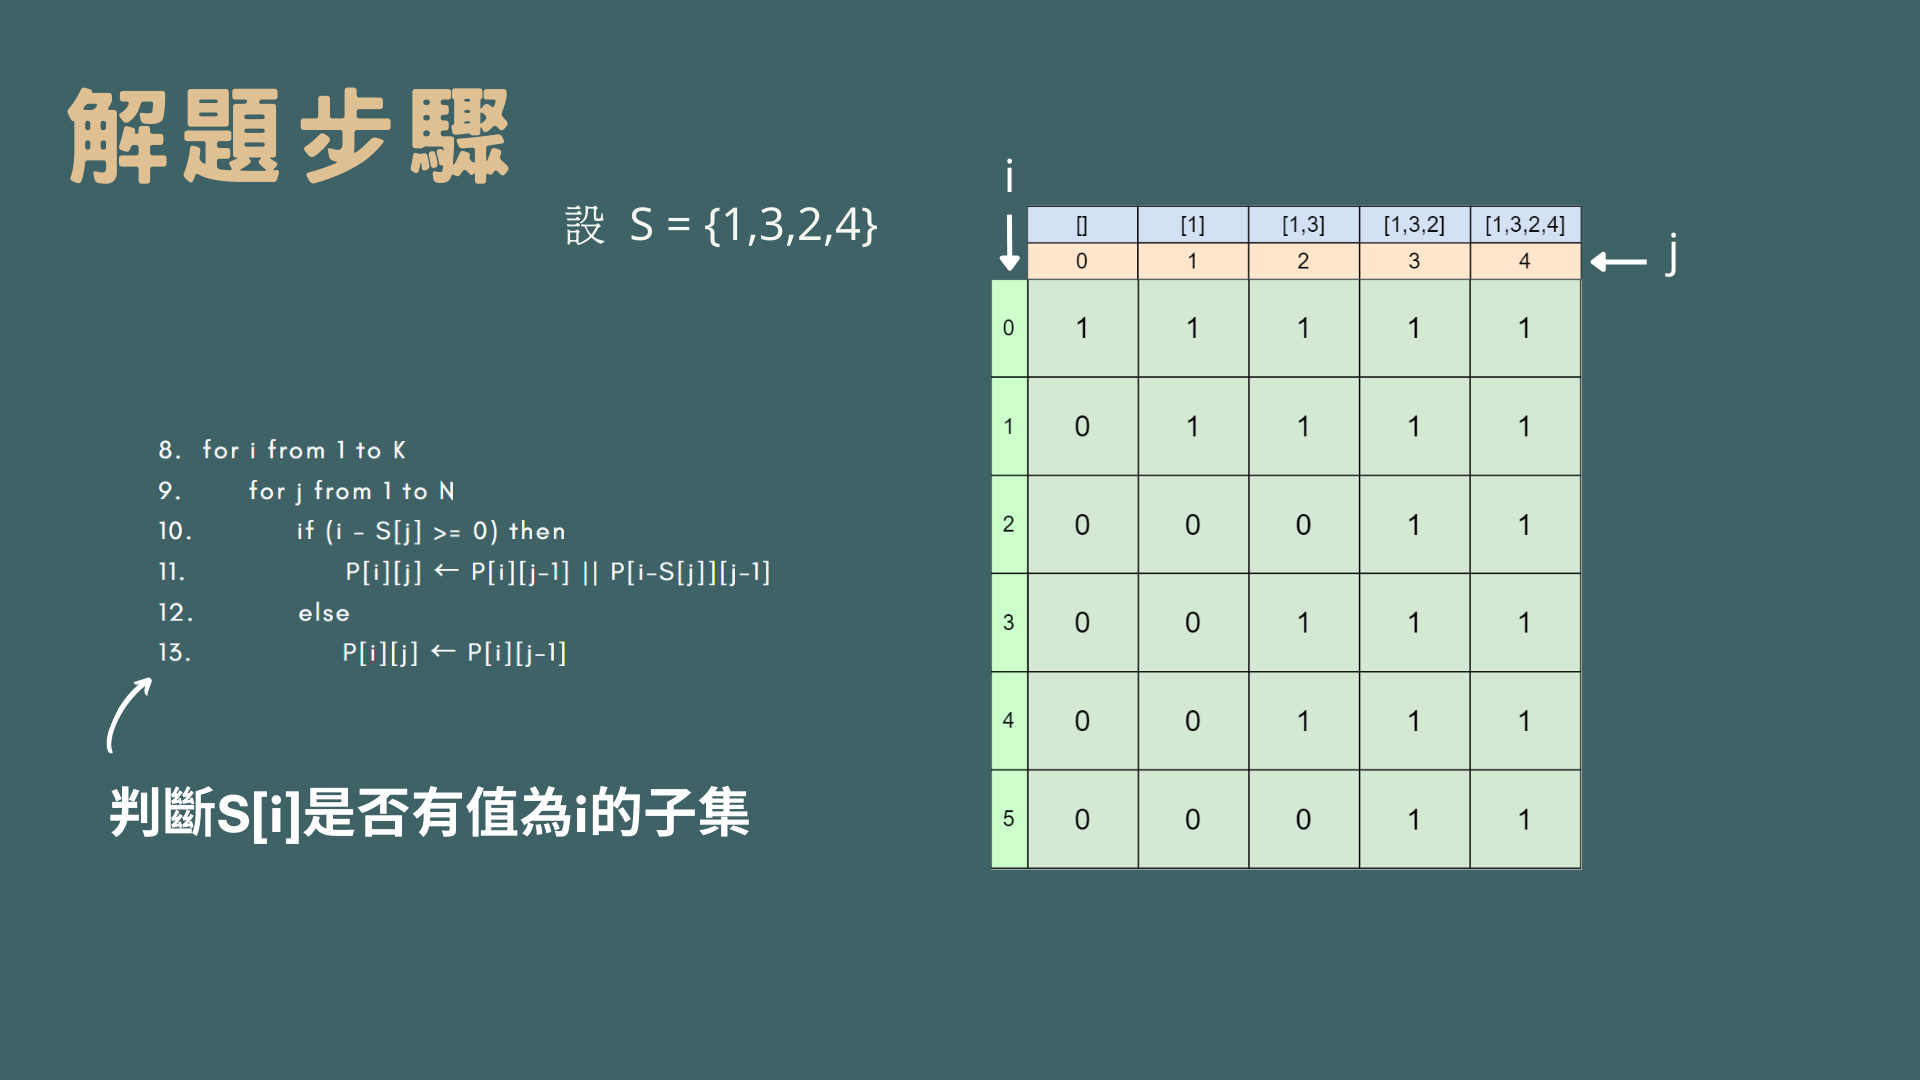 解題步驟
設 S = {1,3,2,4}
8. for i from 1 to K
9. for j from 1 to N
10. if (i - S[j] >= 0) then
11. P[i][j] ← P[i][j-1] || P[i-S[j]][j-1]
12. else
13. P[i][j] ← P[i][j-1]
判斷S[i]是否有值為i的子集
i
[] [1] [1,3] [1,3,2] [1,3,2,4]
0 1 2 3 4
j
0 1 1 1 1 1
1 0 1 1 1 1
2 0 0 0 1 1
3 0 0 1 1 1
4 0 0 1 1 1
5 0 0 0 1 1